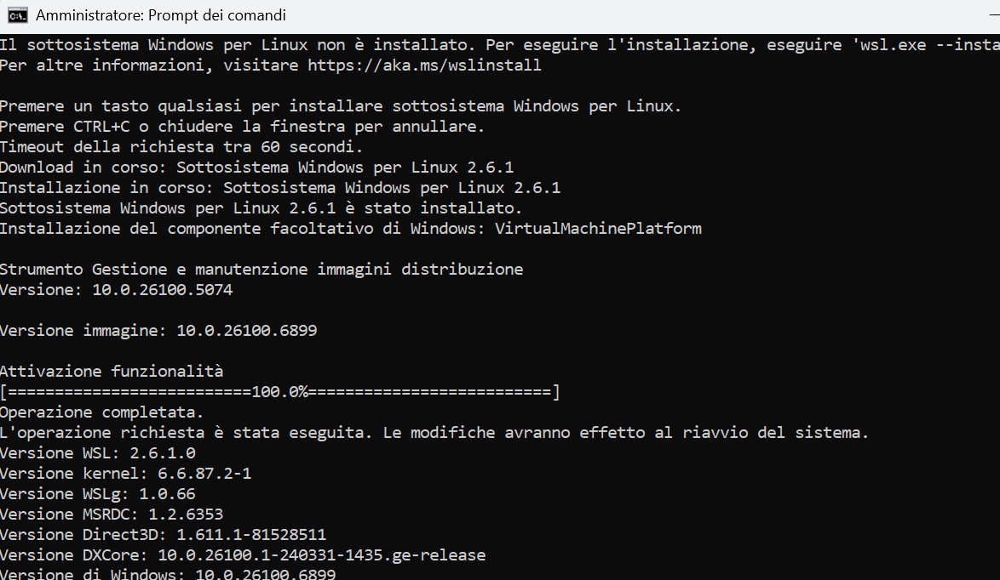 Amministratore: Prompt dei comandi
Il sottosistema Windows per Linux non è installato. Per eseguire l'installazione, eseguire 'wsl.exe --insta
Per altre informazioni, visitare https://aka.ms/wslinstall
Premere un tasto qualsiasi per installare sottosistema Windows per Linux.
Premere CTRL+C o chiudere la finestra per annullare.
Timeout della richiesta tra 60 secondi.
Download in corso: Sottosistema Windows per Linux 2.6.1
Installazione in corso: Sottosistema Windows per Linux 2.6.1
Sottosistema Windows per Linux 2.6.1 è stato installato.
Installazione del componente facoltativo di Windows: VirtualMachinePlatform
Strumento Gestione e manutenzione immagini distribuzione
Versione: 10.0.26100.5074
Versione immagine: 10.0.26100.6899
Attivazione funzionalità
[==========================100.0%==========================]
Operazione completata.
L'operazione richiesta è stata eseguita. Le modifiche avranno effetto al riavvio del sistema.
Versione WSL: 2.6.1.0
Versione kernel: 6.6.87.2-1
Versione WSLg: 1.0.66
Versione MSRDC: 1.2.6353
Versione Direct3D: 1.611.1-81528511
Versione DXCore: 10.0.26100.1-240331-1435.ge-release
Versione di Windows: 10.0.26100.6899